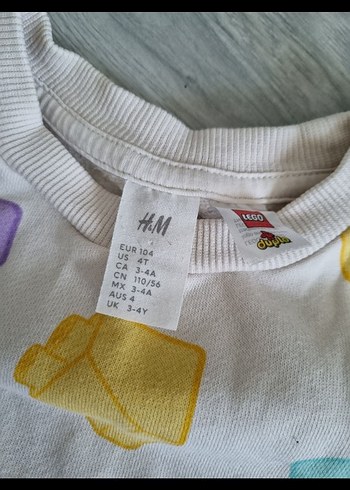 H&M
EUR 104
US 4T
CA 3-4A
CN 110/56
MX 3-4A
AUS 4
UK 3-4Y
LEGO
duplo